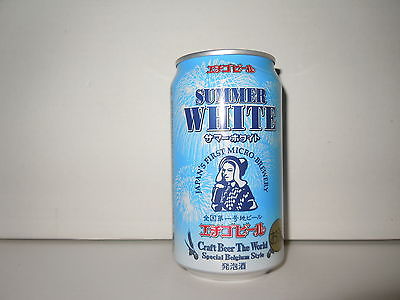 エチゴビール
SUMMER
WHITE
サマーホワイト
JAPAN'S FIRST MICRO-BREWERY
全国第一号地ビール
エチゴビール
Craft Beer The World
Special Belgium Style
発泡酒